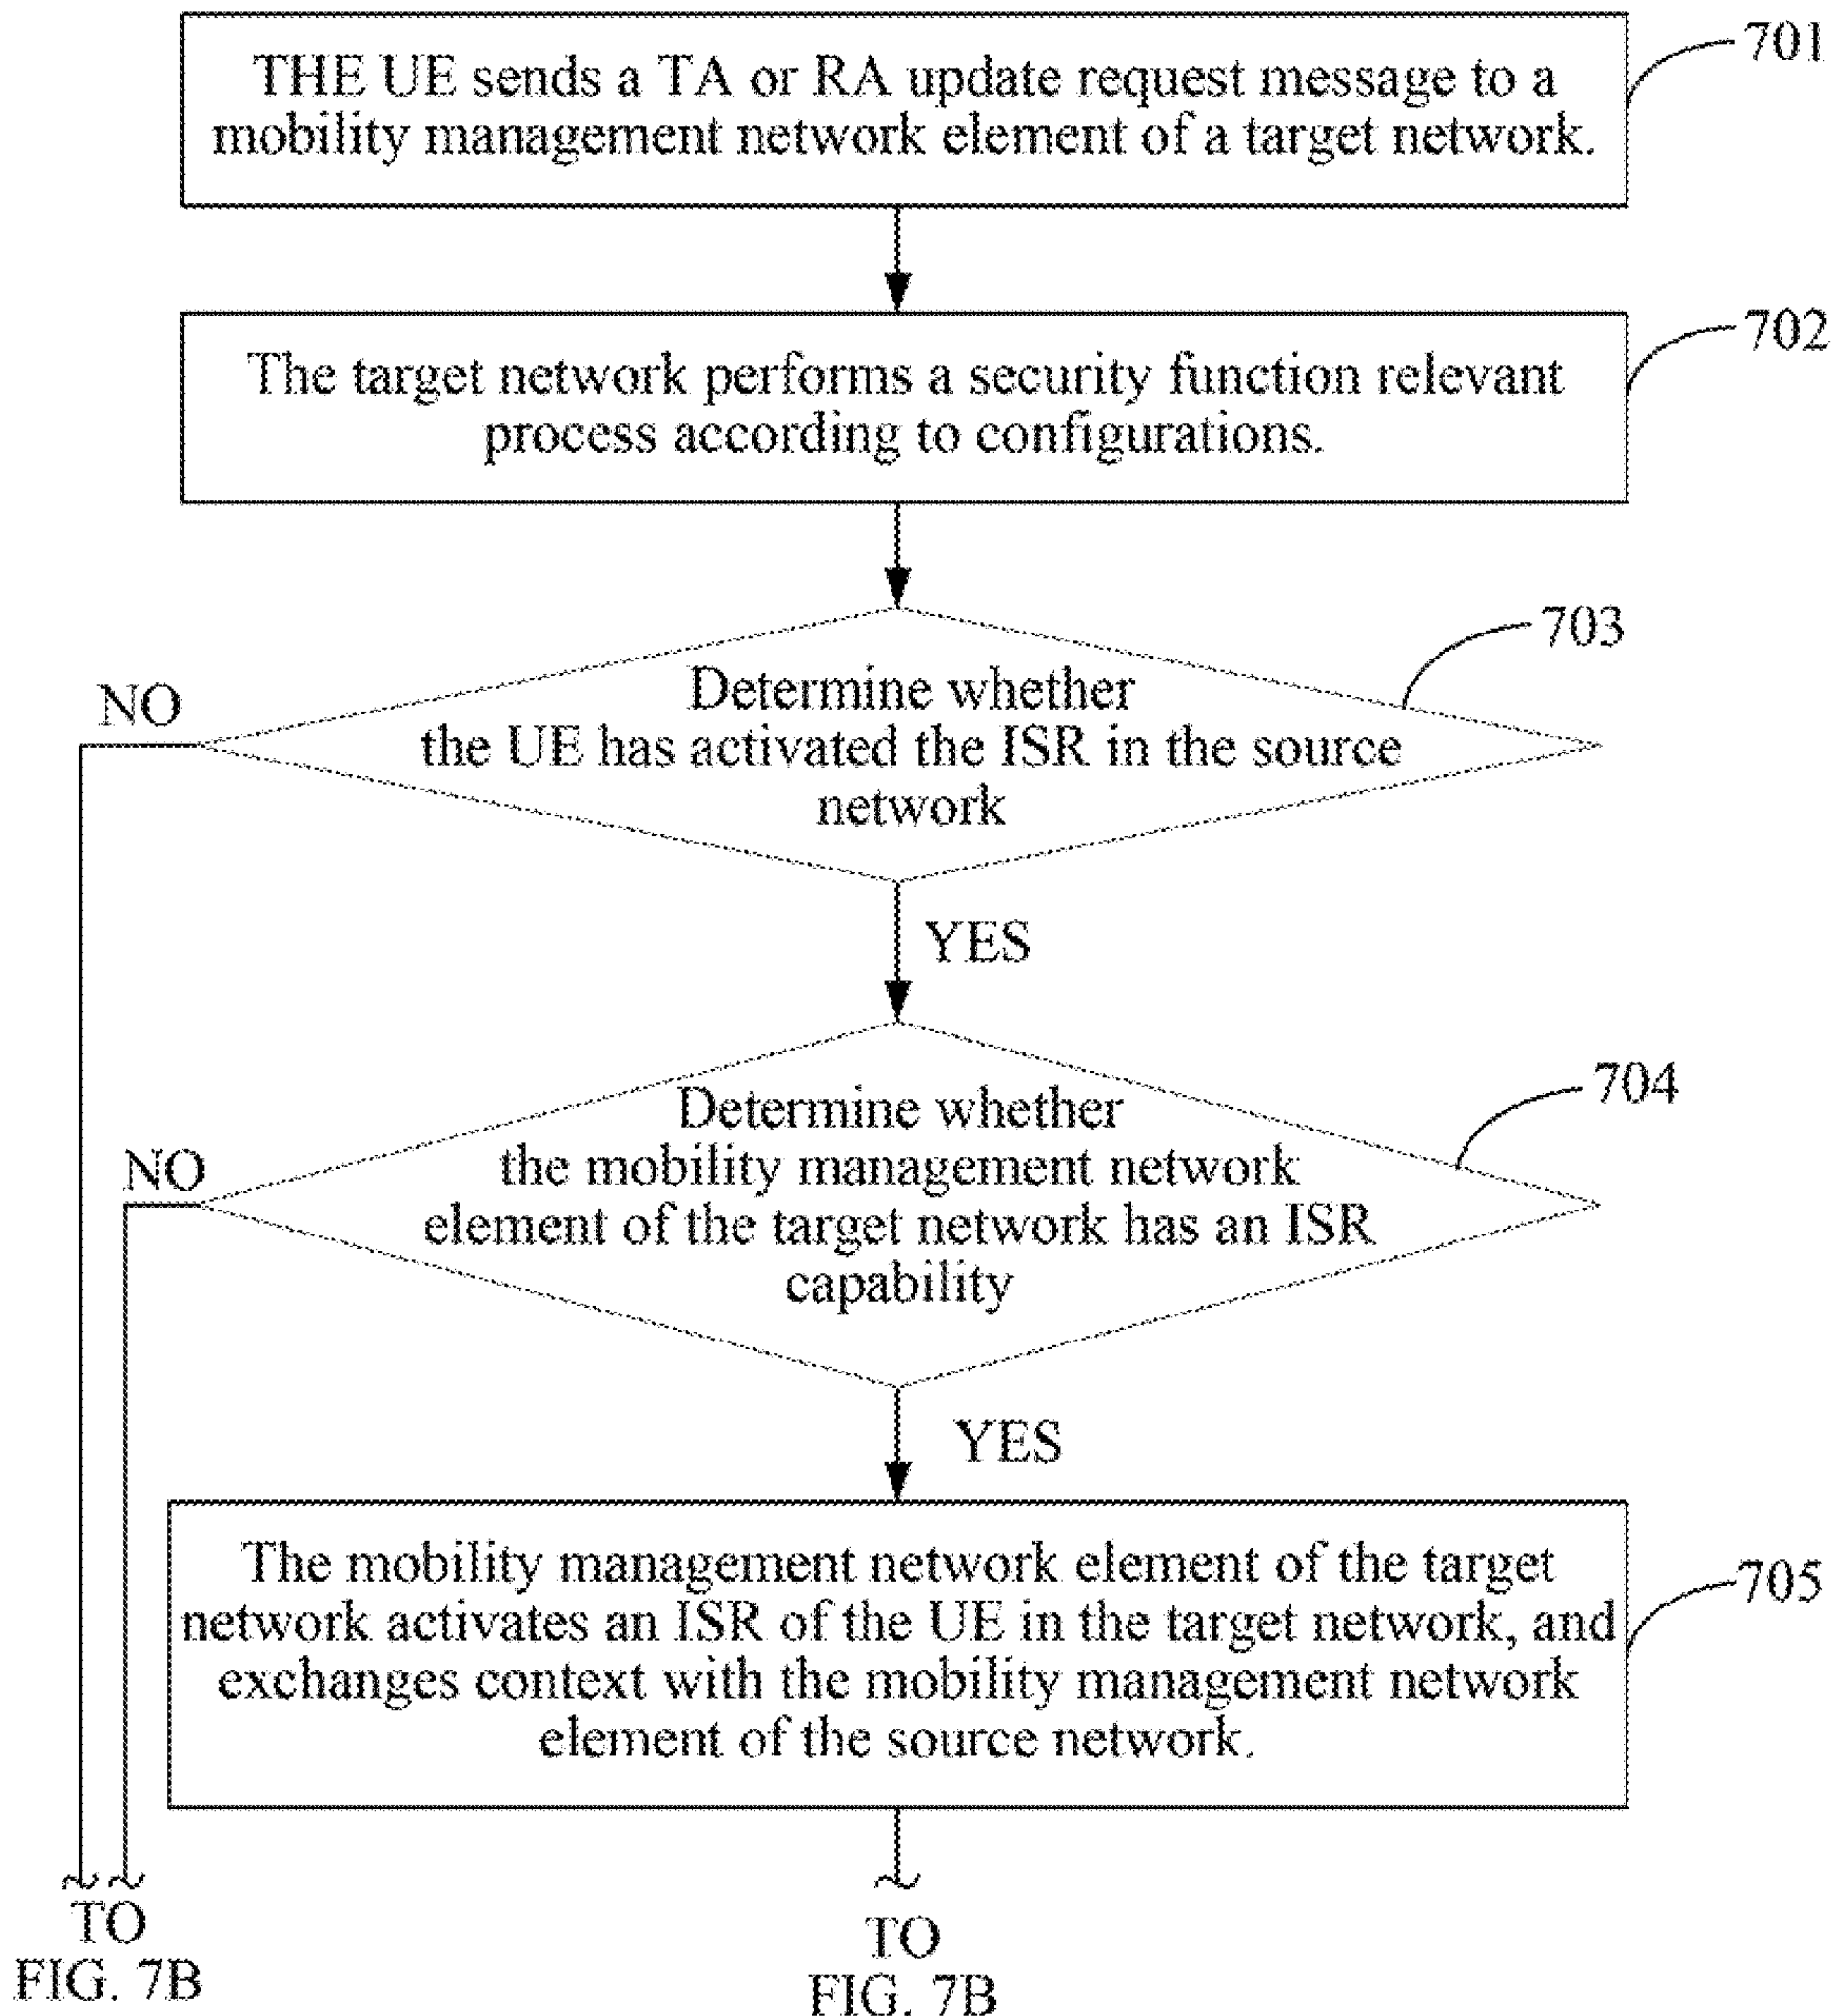 THE UE sends a TA or RA update request message to a
mobility management network element of a target network.
701
The target network performs a security function relevant
process according to configurations.
702
Determine whether
the UE has activated the ISR in the source
network
703
NO
YES
Determine whether
the mobility management network
element of the target network has an ISR
capability
704
NO
YES
The mobility management network element of the target
network activates an ISR of the UE in the target network, and
exchanges context with the mobility management network
element of the source network.
705
TO
FIG. 7B
TO
FIG. 7B